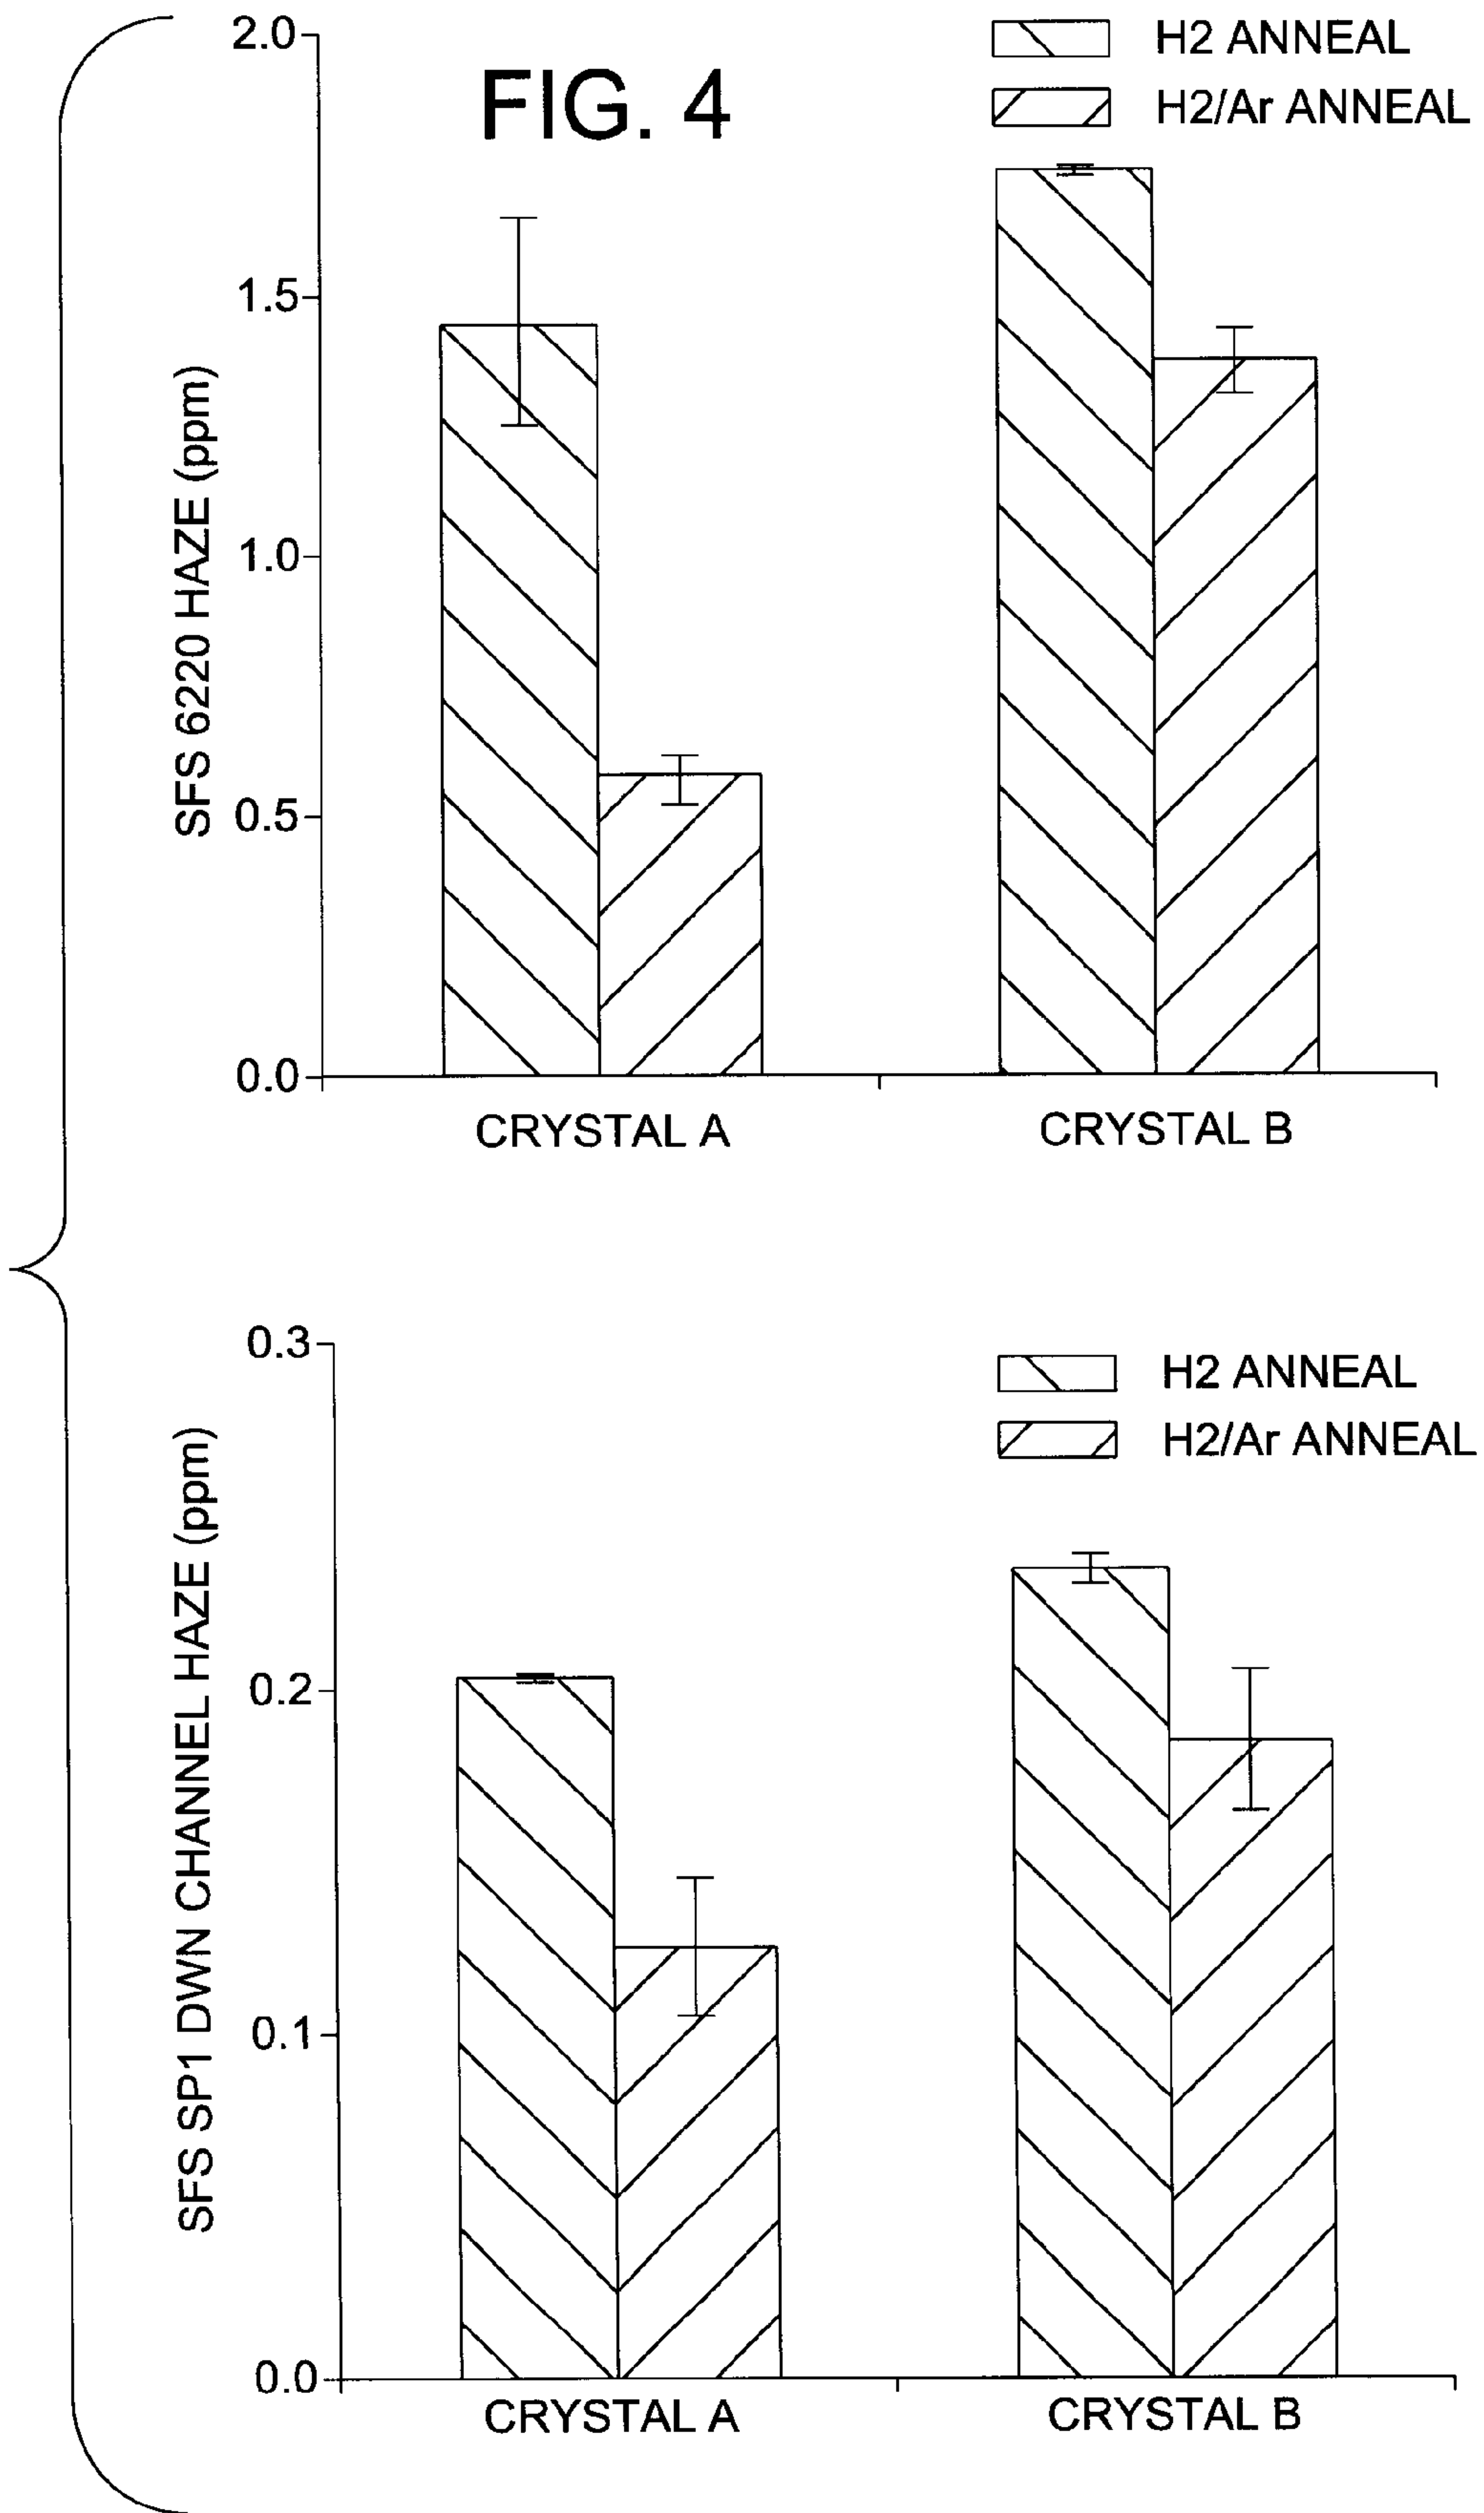 FIG. 4
H2 ANNEAL
H2/Ar ANNEAL
SFS 6220 HAZE (ppm)
2.0
1.5
1.0
0.5
0.0
CRYSTAL A
CRYSTAL B
H2 ANNEAL
H2/Ar ANNEAL
SFS SP1 DWN CHANNEL HAZE (ppm)
0.3
0.2
0.1
0.0
CRYSTAL A
CRYSTAL B